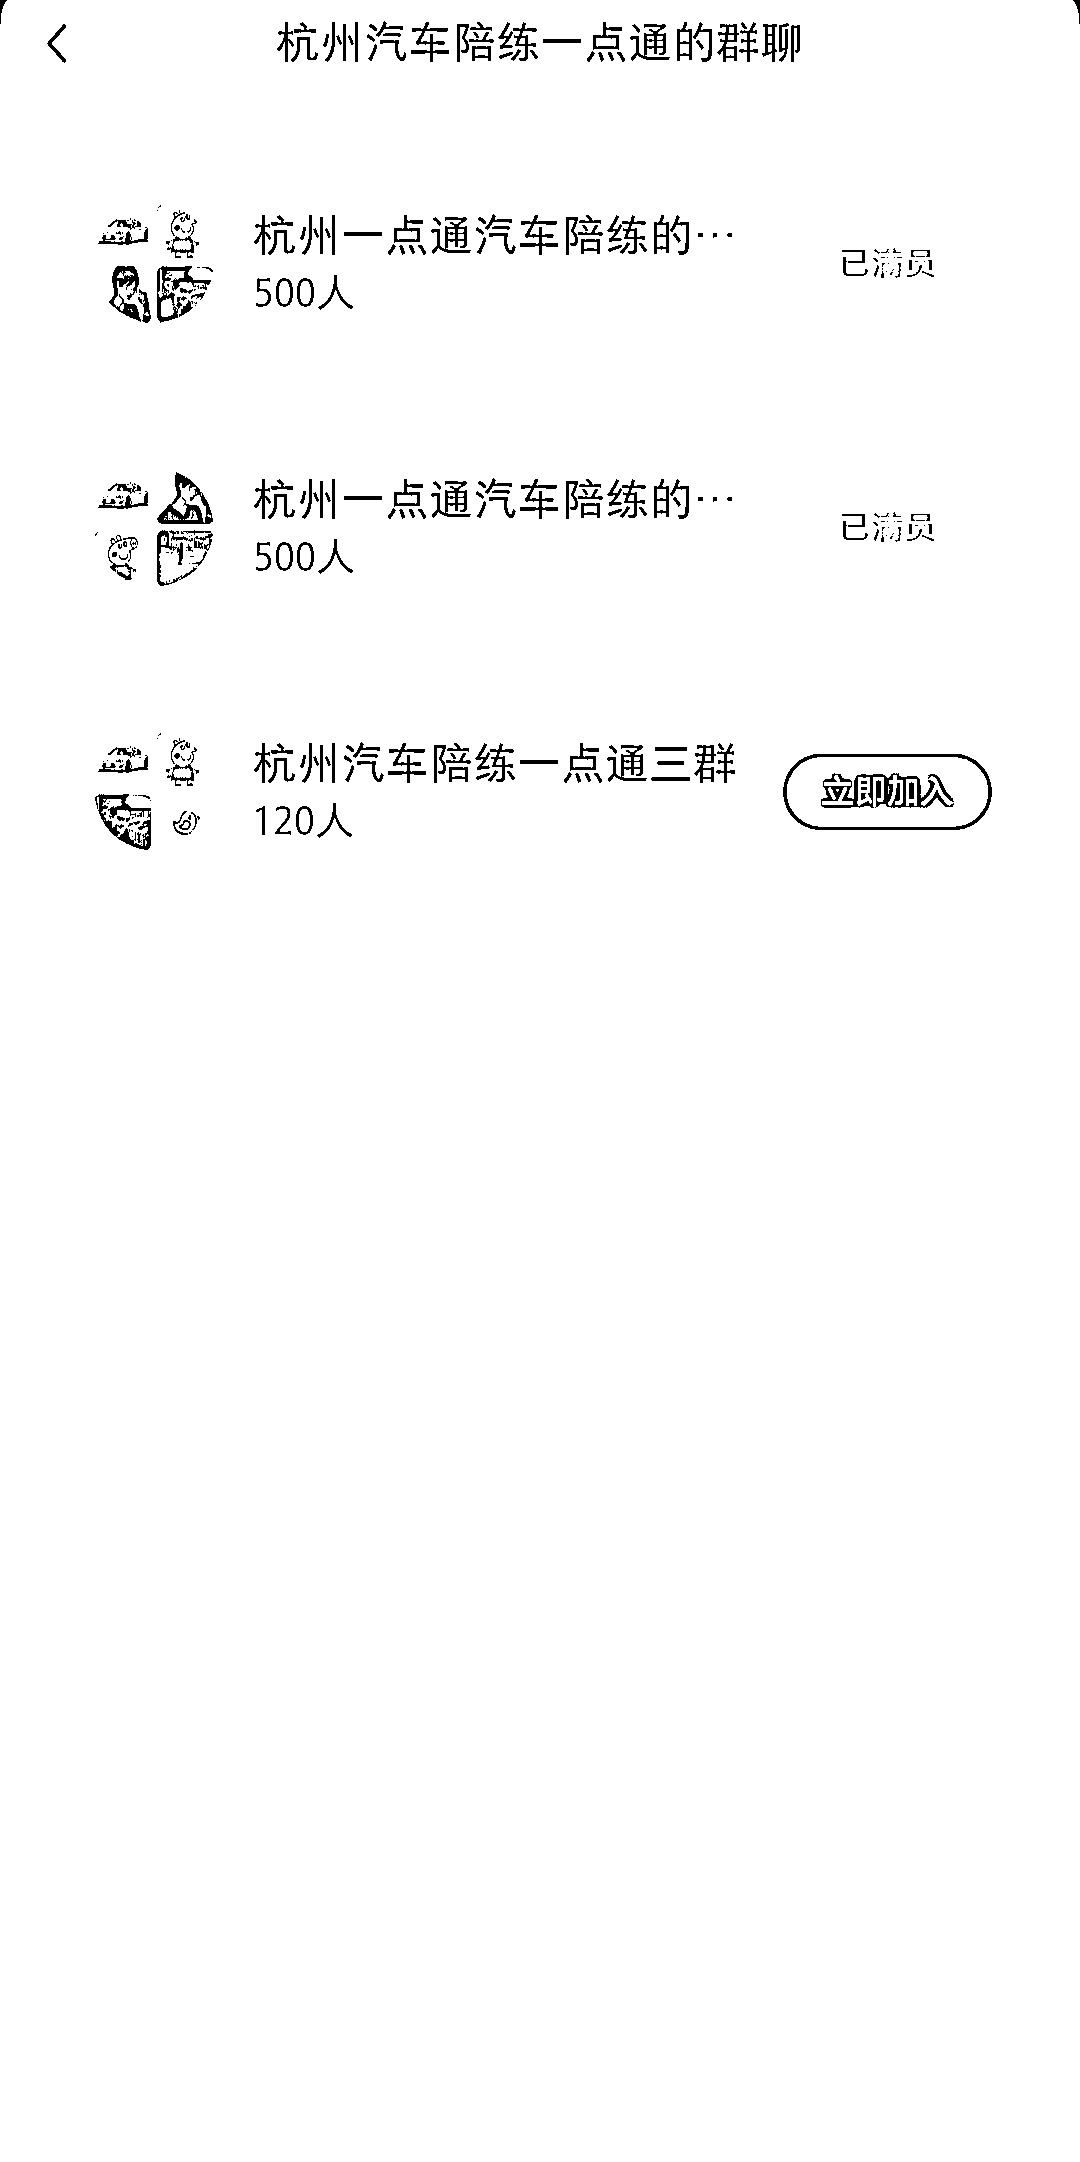 杭州汽车陪练一点通的群聊
杭州一点通汽车陪练的…
500人
已满员
杭州一点通汽车陪练的…
500人
已满员
杭州汽车陪练一点通三群
120人
立即加入